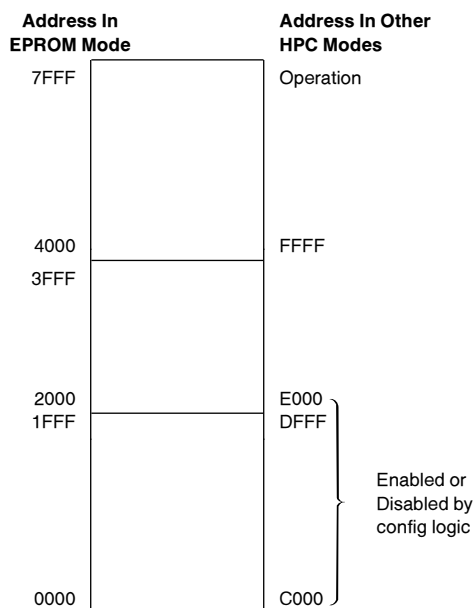 Address In
EPROM Mode
Address In Other
HPC Modes
7FFF
Operation
4000
FFFF
3FFF
2000
E000
1FFF
DFFF
Enabled or
Disabled by
config logic
0000
C000